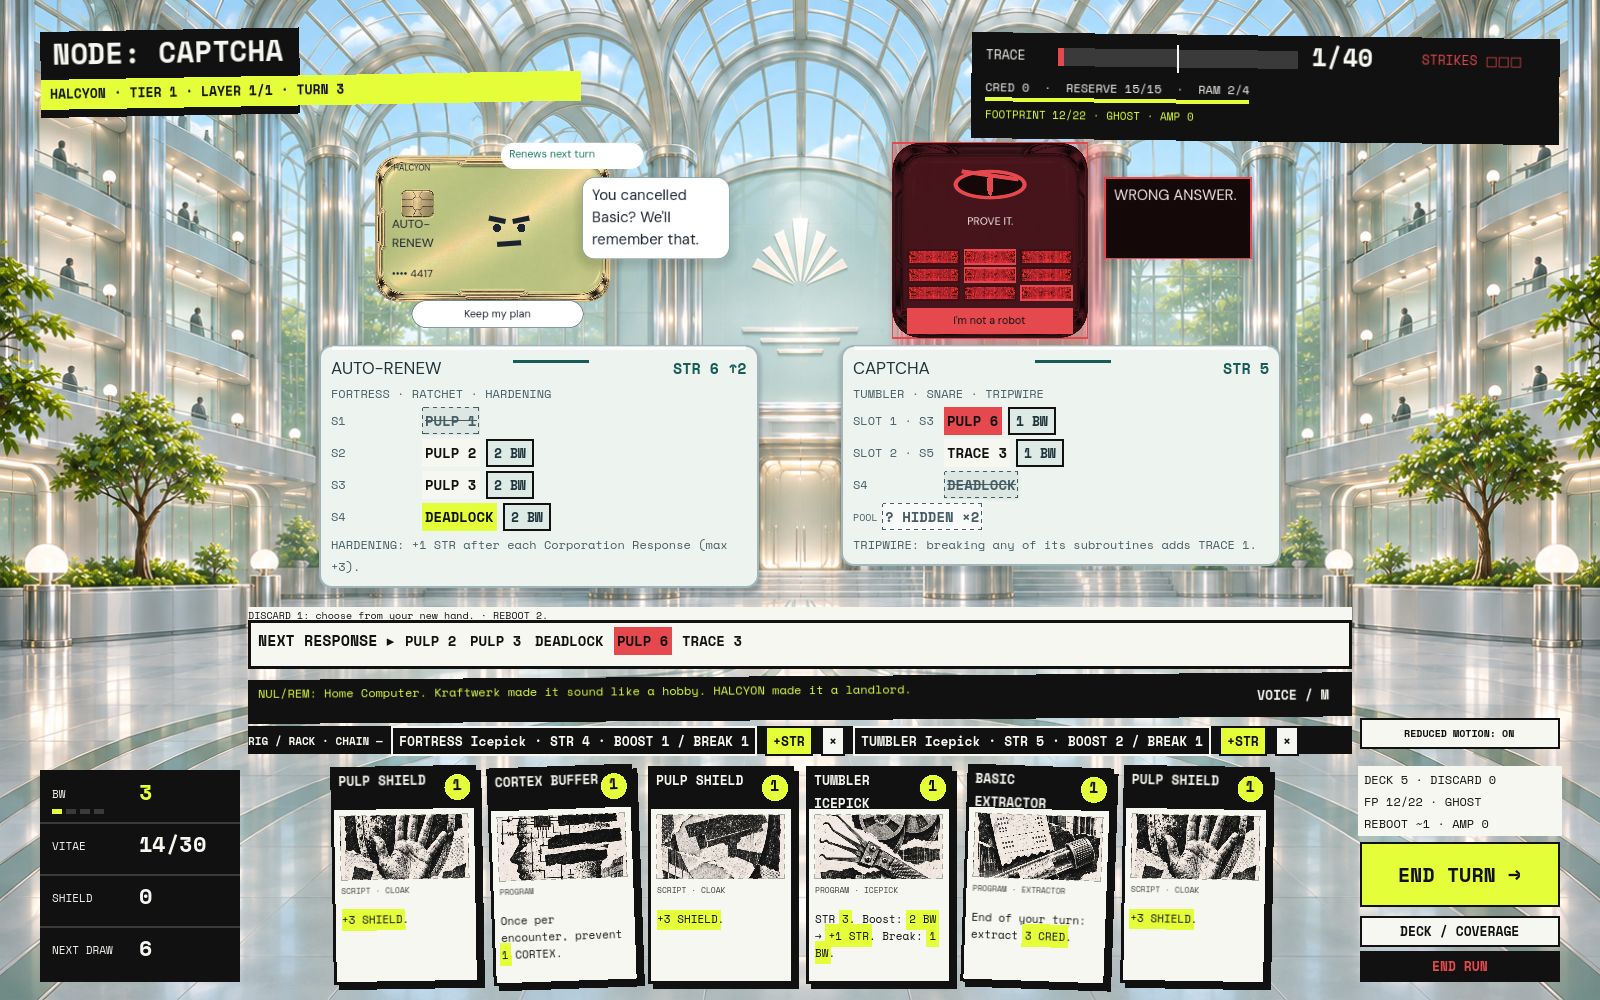 NODE: CAPTCHA
HALCYON · TIER 1 · LAYER 1/1 · TURN 3
TRACE 1/40 STRIKES □□□
CRED 0 · RESERVE 15/15 · RAM 2/4
FOOTPRINT 12/22 · GHOST · AMP 0
Renews next turn
HALCYON
AUTO-
RENEW
•••• 4417
You cancelled
Basic? We'll
remember that.
Keep my plan
PROVE IT.
I'm not a robot
WRONG ANSWER.
AUTO-RENEW STR 6 ↑2
FORTRESS · RATCHET · HARDENING
S1 PULP 1
S2 PULP 2 2 BW
S3 PULP 3 2 BW
S4 DEADLOCK 2 BW
HARDENING: +1 STR after each Corporation Response (max
+3).
CAPTCHA STR 5
TUMBLER · SNARE · TRIPWIRE
SLOT 1 · S3 PULP 6 1 BW
SLOT 2 · S5 TRACE 3 1 BW
S4 DEADLOCK
POOL ? HIDDEN ×2
TRIPWIRE: breaking any of its subroutines adds TRACE 1.
DISCARD 1: choose from your new hand. · REBOOT 2.
NEXT RESPONSE ▸ PULP 2 PULP 3 DEADLOCK PULP 6 TRACE 3
NUL/REM: Home Computer. Kraftwerk made it sound like a hobby. HALCYON made it a landlord.
VOICE / M
RIG / RACK · CHAIN — FORTRESS Icepick · STR 4 · BOOST 1 / BREAK 1 +STR × TUMBLER Icepick · STR 5 · BOOST 2 / BREAK 1 +STR ×
REDUCED MOTION: ON
BW 3
VITAE 14/30
SHIELD 0
NEXT DRAW 6
PULP SHIELD 1
SCRIPT · CLOAK
+3 SHIELD.
CORTEX BUFFER 1
PROGRAM
Once per
encounter, prevent
1 CORTEX.
PULP SHIELD 1
SCRIPT · CLOAK
+3 SHIELD.
TUMBLER
ICEPICK 1
PROGRAM · ICEPICK
STR 3. Boost: 2 BW
→ +1 STR. Break: 1
BW.
BASIC
EXTRACTOR 1
PROGRAM · EXTRACTOR
End of your turn:
extract 3 CRED.
PULP SHIELD 1
SCRIPT · CLOAK
+3 SHIELD.
DECK 5 · DISCARD 0
FP 12/22 · GHOST
REBOOT ~1 · AMP 0
END TURN →
DECK / COVERAGE
END RUN